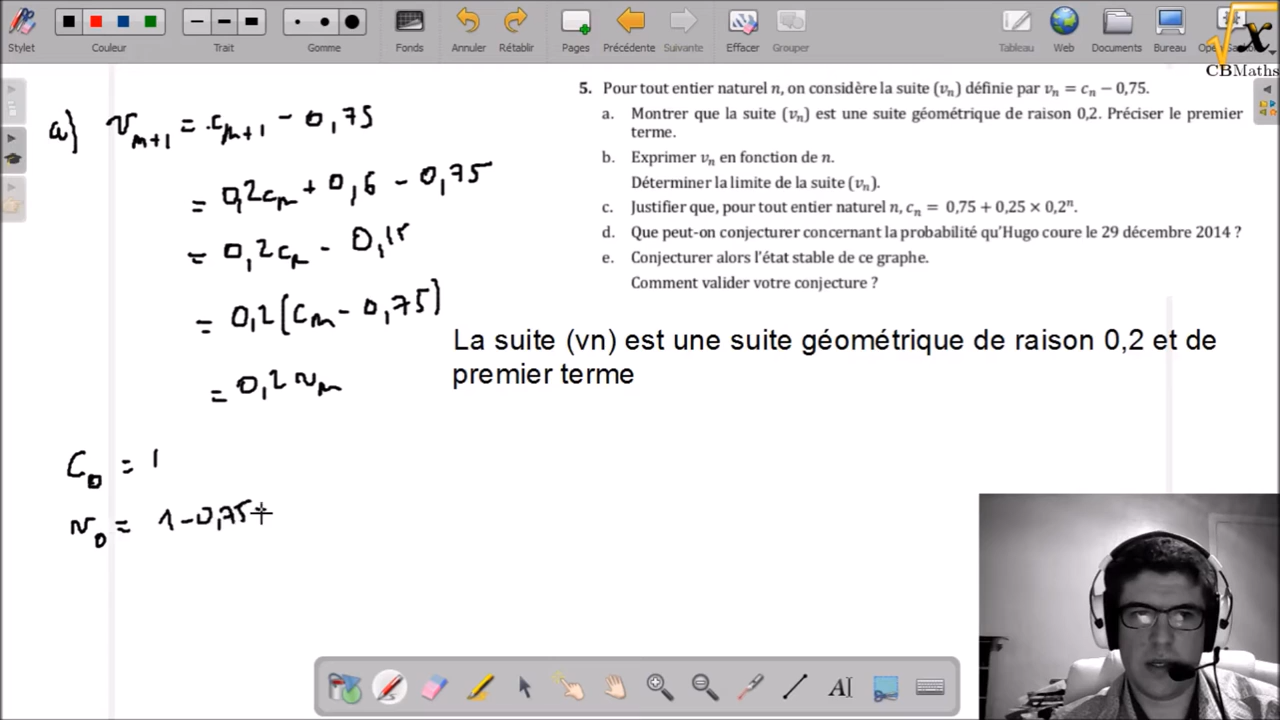 Stylet Couleur Trait Gomme Fonds Annuler Rétablir Pages Précédente Suivante Effacer Grouper Tableau Web Documents Bureau
CBMaths
5. Pour tout entier naturel n, on considère la suite (vₙ) définie par vₙ = cₙ − 0,75.
a. Montrer que la suite (vₙ) est une suite géométrique de raison 0,2. Préciser le premier
terme.
b. Exprimer vₙ en fonction de n.
Déterminer la limite de la suite (vₙ).
c. Justifier que, pour tout entier naturel n, cₙ = 0,75 + 0,25 × 0,2ⁿ.
d. Que peut-on conjecturer concernant la probabilité qu'Hugo coure le 29 décembre 2014 ?
e. Conjecturer alors l'état stable de ce graphe.
Comment valider votre conjecture ?
a) vₙ₊₁ = cₙ₊₁ − 0,75
= 0,2cₙ + 0,6 − 0,75
= 0,2cₙ − 0,15
= 0,2(cₙ − 0,75)
= 0,2 vₙ
La suite (vn) est une suite géométrique de raison 0,2 et de
premier terme
C₀ = 1
v₀ = 1 − 0,75